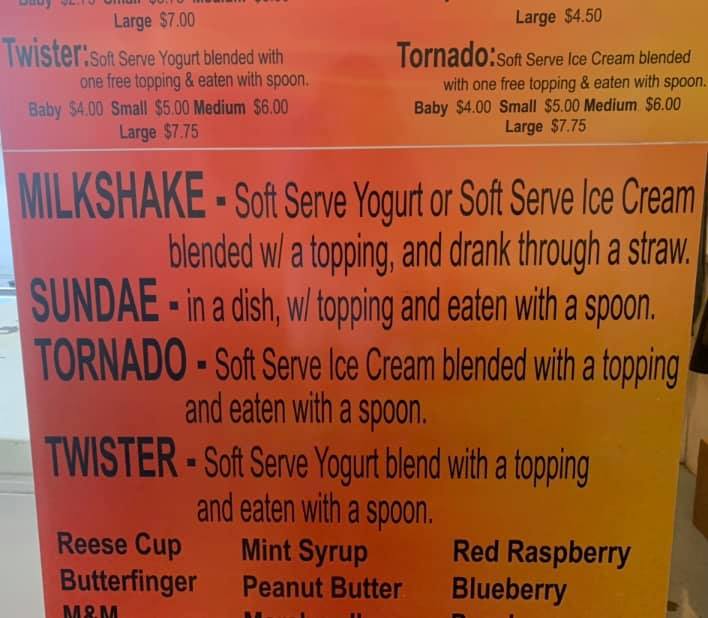 Large $7.00
Twister: Soft Serve Yogurt blended with
one free topping & eaten with spoon.
Baby $4.00 Small $5.00 Medium $6.00
Large $7.75
Large $4.50
Tornado: Soft Serve Ice Cream blended
with one free topping & eaten with spoon.
Baby $4.00 Small $5.00 Medium $6.00
Large $7.75
MILKSHAKE - Soft Serve Yogurt or Soft Serve Ice Cream
blended w/ a topping, and drank through a straw.
SUNDAE - in a dish, w/ topping and eaten with a spoon.
TORNADO - Soft Serve Ice Cream blended with a topping
and eaten with a spoon.
TWISTER - Soft Serve Yogurt blend with a topping
and eaten with a spoon.
Reese Cup
Butterfinger
M&M
Mint Syrup
Peanut Butter
Red Raspberry
Blueberry